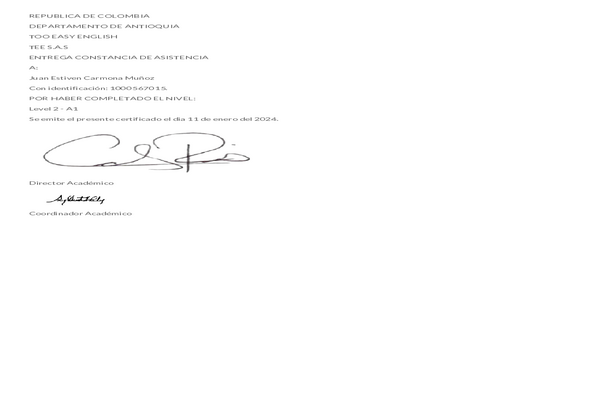 REPUBLICA DE COLOMBIA
DEPARTAMENTO DE ANTIOQUIA
TOO EASY ENGLISH
TEE S.A.S
ENTREGA CONSTANCIA DE ASISTENCIA
A:
Juan Estiven Carmona Muñoz
Con identificación: 1000567015.
POR HABER COMPLETADO EL NIVEL:
Level 2 - A1
Se emite el presente certificado el día 11 de enero del 2024.
Director Académico
Coordinador Académico